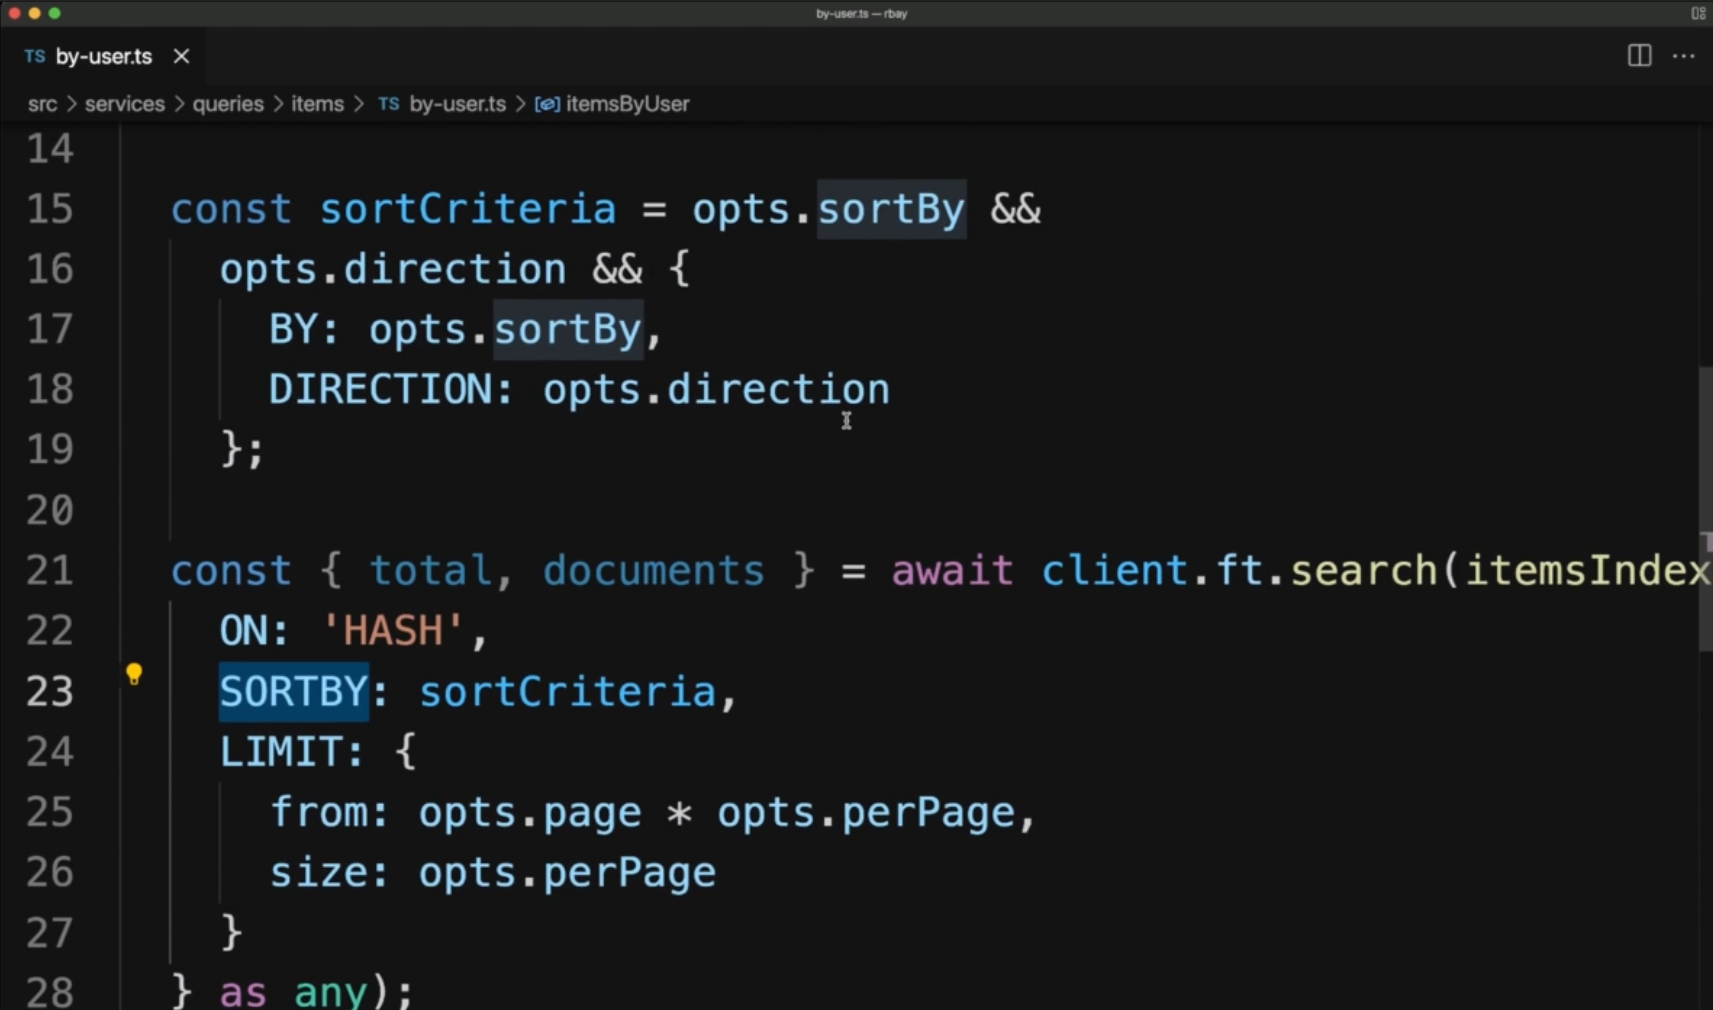 by-user.ts — rbay
TS by-user.ts
src > services > queries > items > TS by-user.ts > itemsByUser
14
15 const sortCriteria = opts.sortBy &&
16 opts.direction && {
17 BY: opts.sortBy,
18 DIRECTION: opts.direction
19 };
20
21 const { total, documents } = await client.ft.search(itemsIndex
22 ON: 'HASH',
23 SORTBY: sortCriteria,
24 LIMIT: {
25 from: opts.page * opts.perPage,
26 size: opts.perPage
27 }
28 } as any);